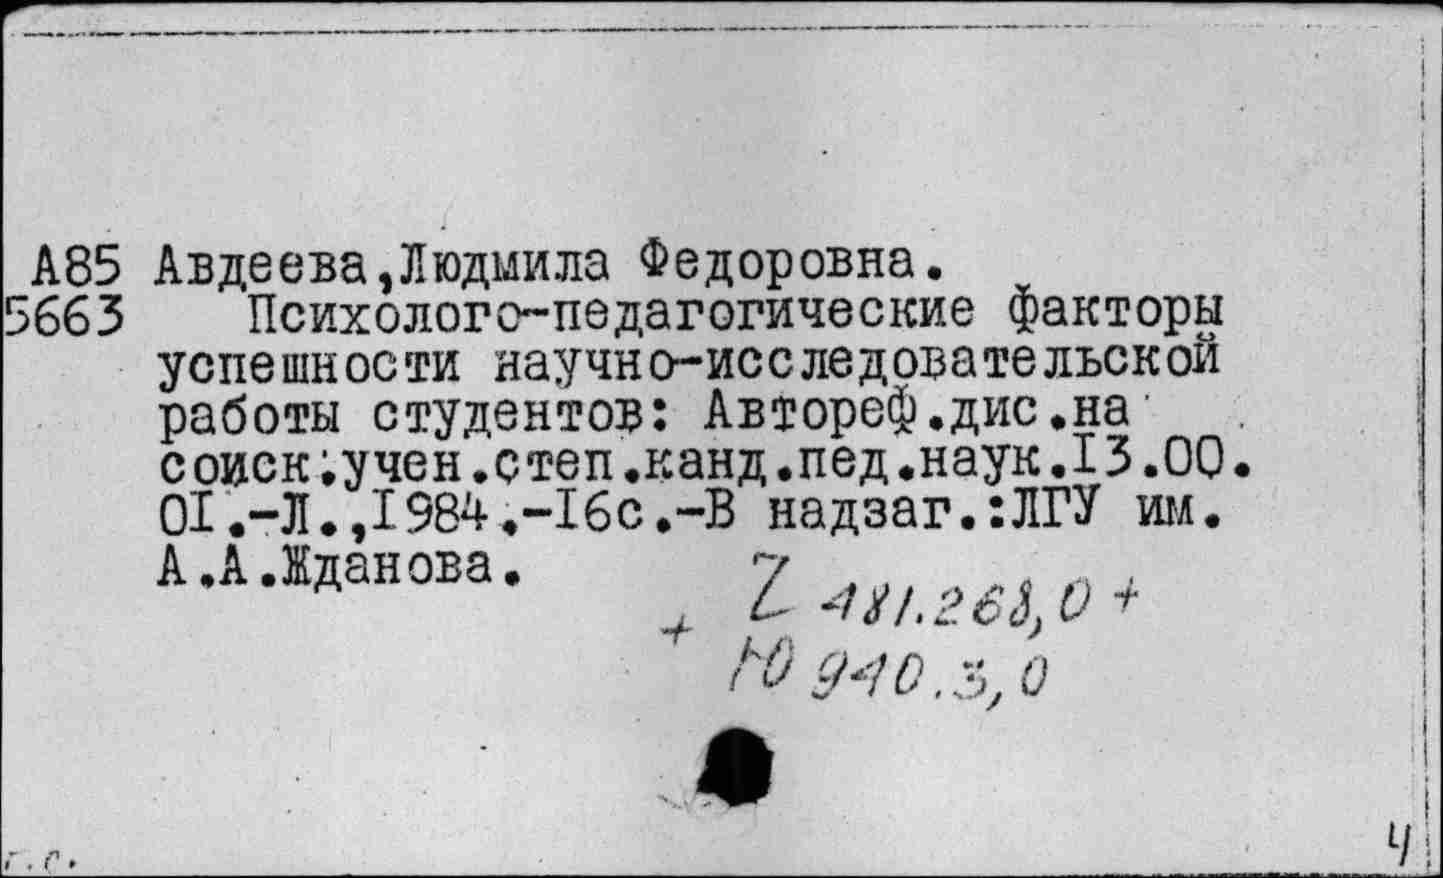 А85 Авдеева,Людмила Федоровна.
5663 Психолого-педагогические факторы
успешности научно-исследовательской
работы студентов: Автореф.дис.на
соиск.учен.степ.канд.пед.наук.13.00.
01.-Л.,1984.-16с.-В надзаг.:ЛГУ им.
А.А.Жданова.
+ Z 481.268,0 +
Ю 940.3,0
4